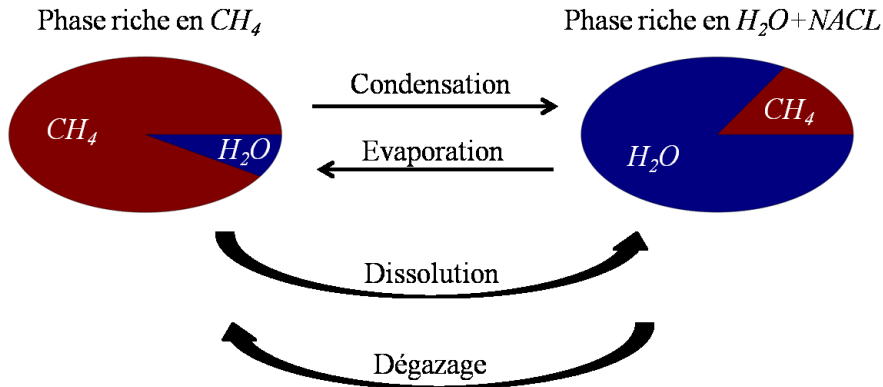 Phase riche en CH₄
Phase riche en H₂O+NACL
Condensation
CH₄
H₂O
Evaporation
CH₄
H₂O
Dissolution
Dégazage